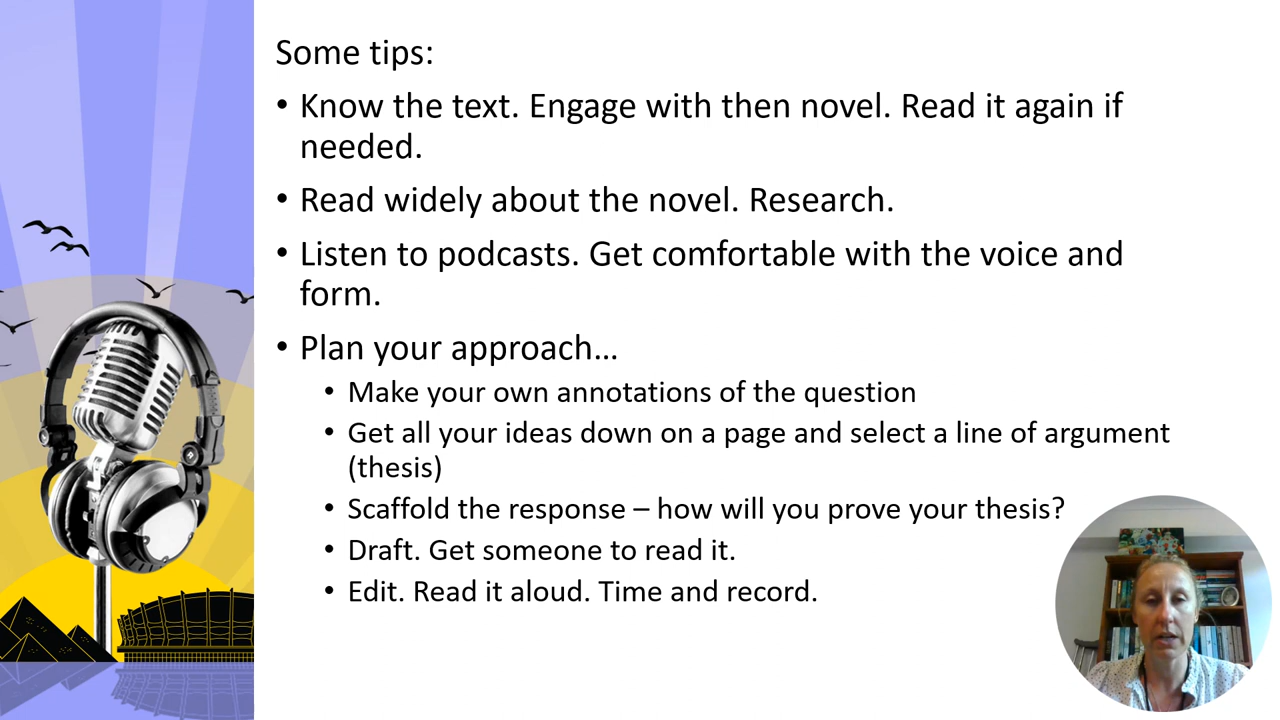 Some tips:
• Know the text. Engage with then novel. Read it again if
needed.
• Read widely about the novel. Research.
• Listen to podcasts. Get comfortable with the voice and
form.
• Plan your approach…
• Make your own annotations of the question
• Get all your ideas down on a page and select a line of argument
(thesis)
• Scaffold the response – how will you prove your thesis?
• Draft. Get someone to read it.
• Edit. Read it aloud. Time and record.